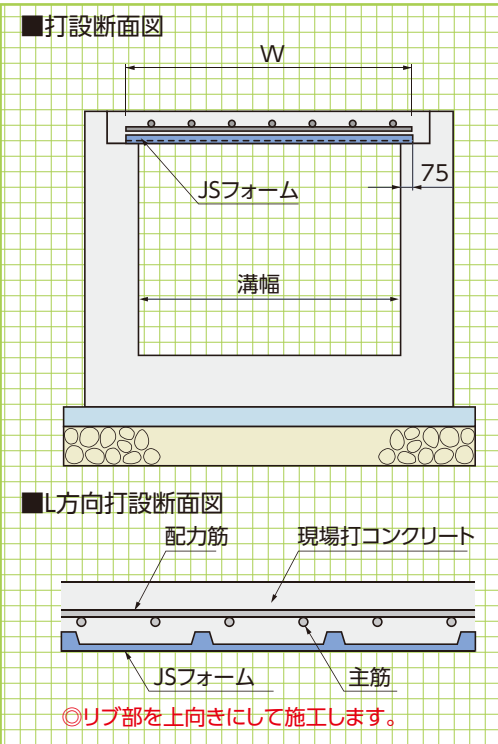 ■打設断面図
W
JSフォーム
75
溝幅
■L方向打設断面図
配力筋
現場打コンクリート
JSフォーム
主筋
◎リブ部を上向きにして施工します。